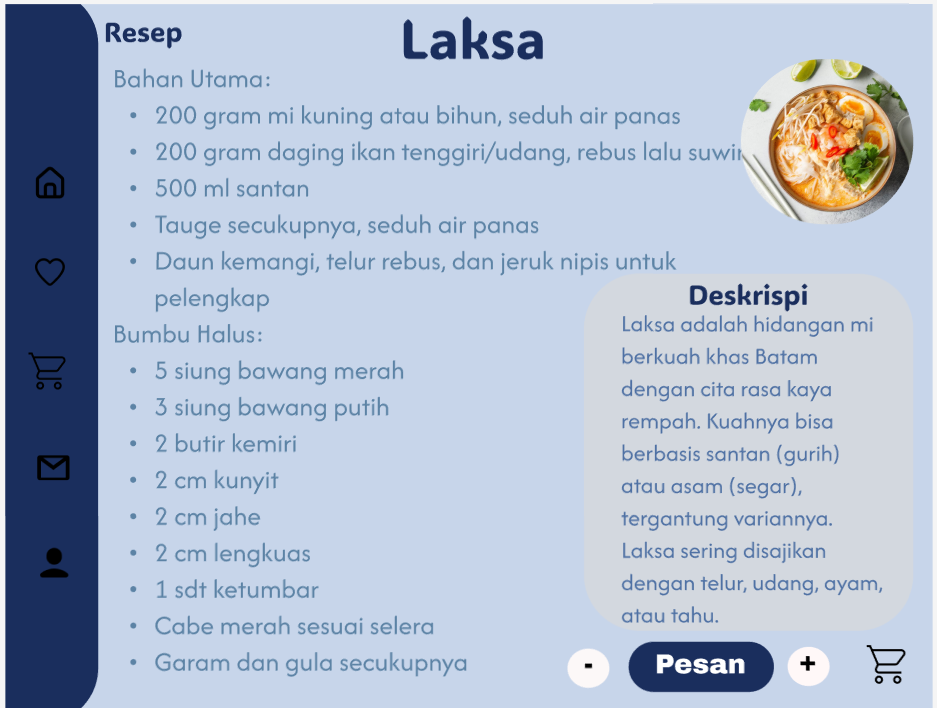 Resep
Laksa
Bahan Utama:
• 200 gram mi kuning atau bihun, seduh air panas
• 200 gram daging ikan tenggiri/udang, rebus lalu suwir
• 500 ml santan
• Tauge secukupnya, seduh air panas
• Daun kemangi, telur rebus, dan jeruk nipis untuk
pelengkap
Bumbu Halus:
• 5 siung bawang merah
• 3 siung bawang putih
• 2 butir kemiri
• 2 cm kunyit
• 2 cm jahe
• 2 cm lengkuas
• 1 sdt ketumbar
• Cabe merah sesuai selera
• Garam dan gula secukupnya
Deskripsi
Laksa adalah hidangan mi
berkuah khas Batam
dengan cita rasa kaya
rempah. Kuahnya bisa
berbasis santan (gurih)
atau asam (segar),
tergantung variannya.
Laksa sering disajikan
dengan telur, udang, ayam,
atau tahu.
- Pesan +